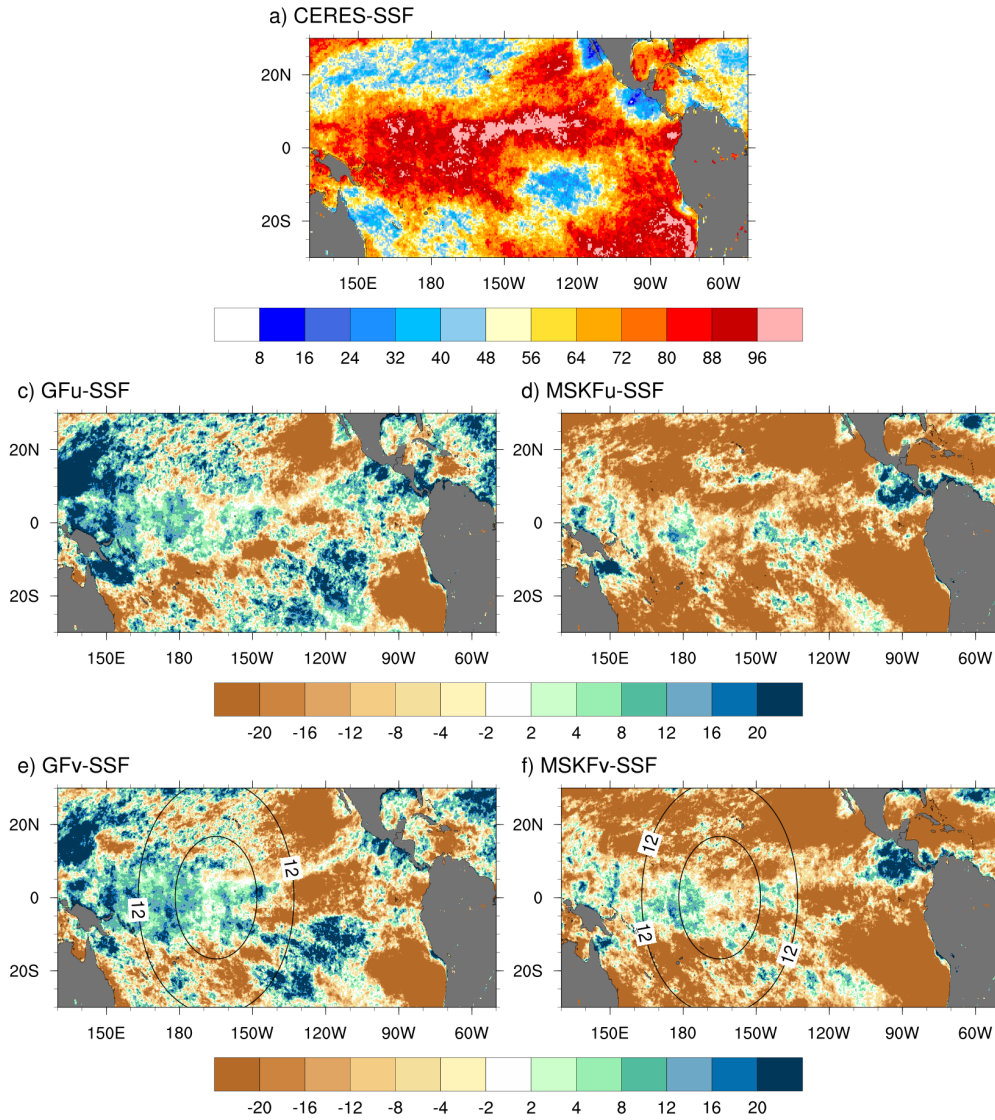 a) CERES-SSF
20N
0
20S
150E 180 150W 120W 90W 60W
8 16 24 32 40 48 56 64 72 80 88 96
c) GFu-SSF
d) MSKFu-SSF
20N
0
20S
20N
0
20S
150E 180 150W 120W 90W 60W
150E 180 150W 120W 90W 60W
-20 -16 -12 -8 -4 -2 2 4 8 12 16 20
e) GFv-SSF
f) MSKFv-SSF
20N
0
20S
12
12
20N
0
20S
12
12
12
150E 180 150W 120W 90W 60W
150E 180 150W 120W 90W 60W
-20 -16 -12 -8 -4 -2 2 4 8 12 16 20